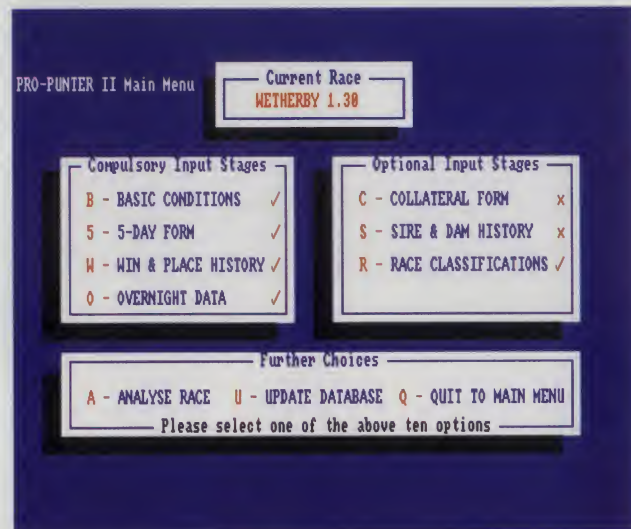 PRO-PUNTER II Main Menu
Current Race
WETHERBY 1.30
Compulsory Input Stages
B - BASIC CONDITIONS ✓
5 - 5-DAY FORM ✓
W - WIN & PLACE HISTORY ✓
O - OVERNIGHT DATA ✓
Optional Input Stages
C - COLLATERAL FORM x
S - SIRE & DAM HISTORY x
R - RACE CLASSIFICATIONS ✓
Further Choices
A - ANALYSE RACE U - UPDATE DATABASE Q - QUIT TO MAIN MENU
Please select one of the above ten options